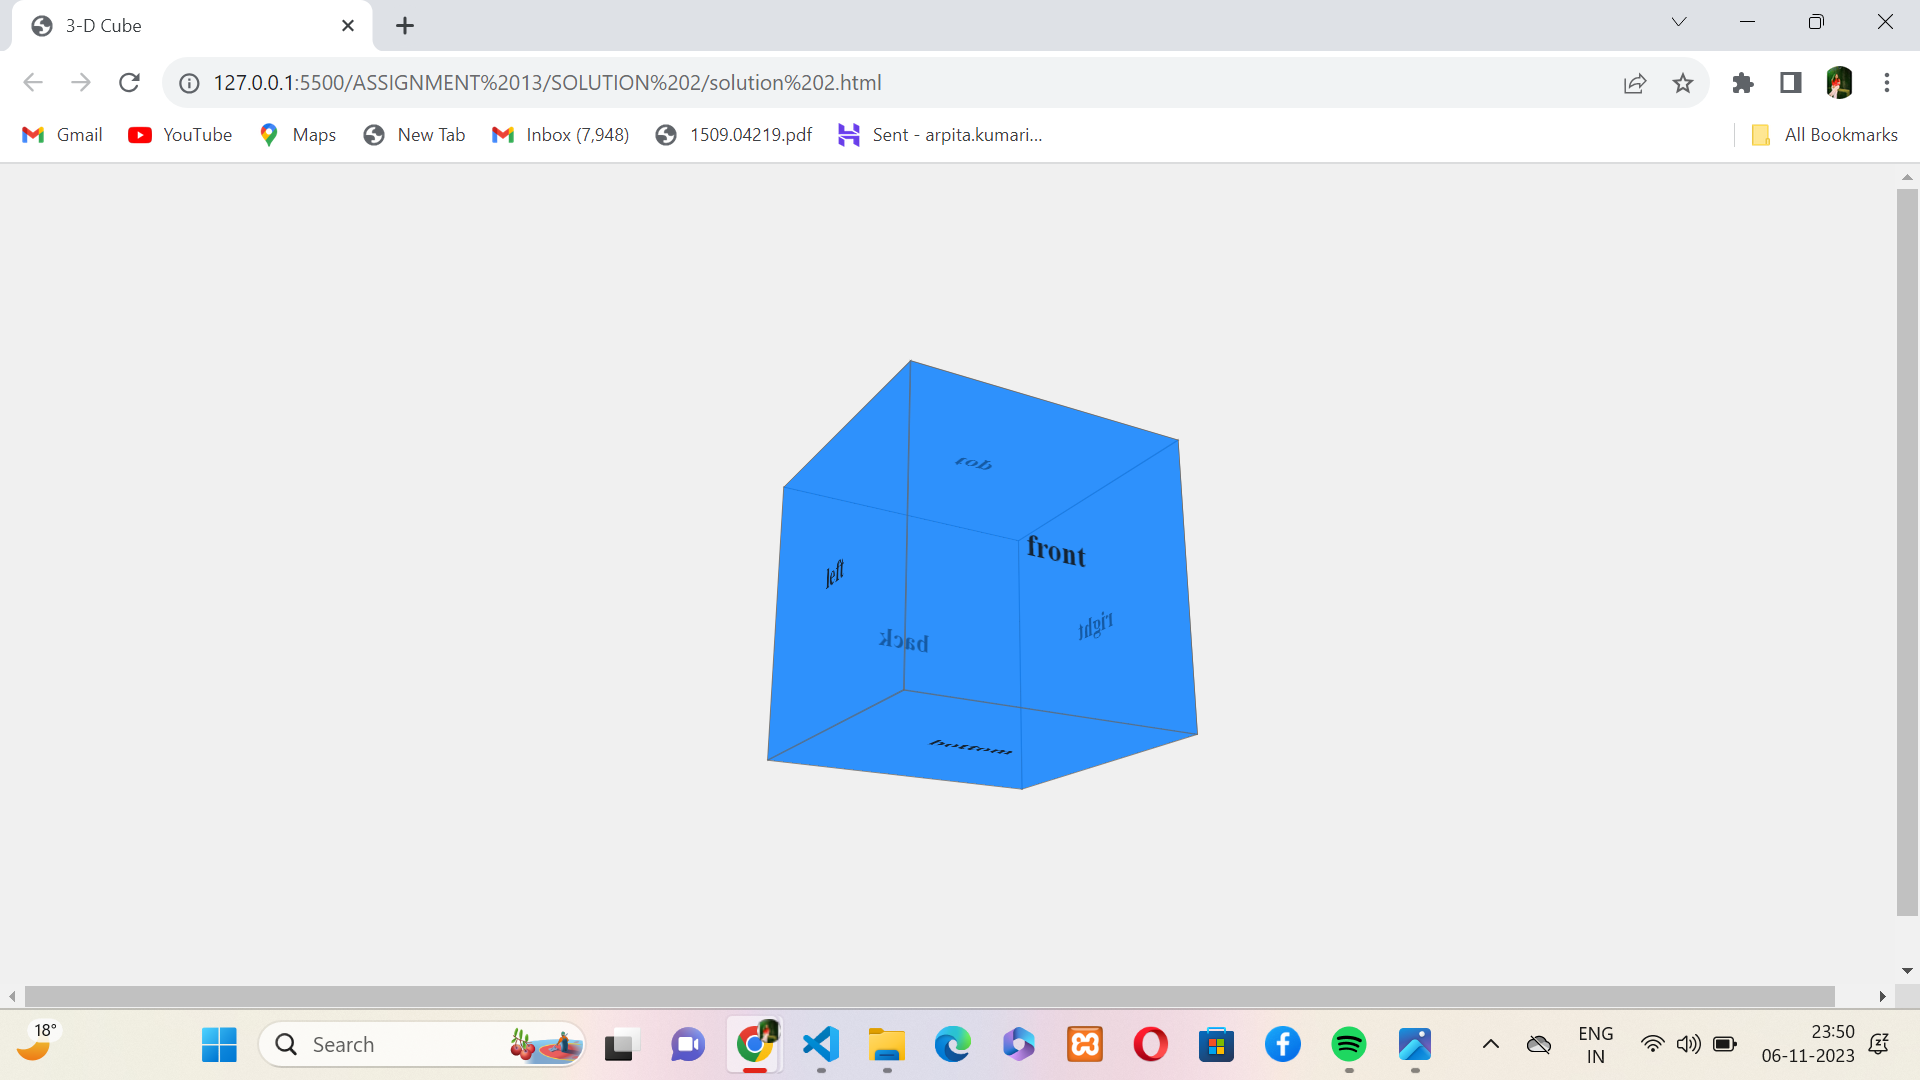 3-D Cube
127.0.0.1:5500/ASSIGNMENT%2013/SOLUTION%202/solution%202.html
Gmail YouTube Maps New Tab Inbox (7,948) 1509.04219.pdf Sent - arpita.kumari... All Bookmarks
top
front
left
right
back
bottom
18°
Search
ENG
IN
23:50
06-11-2023